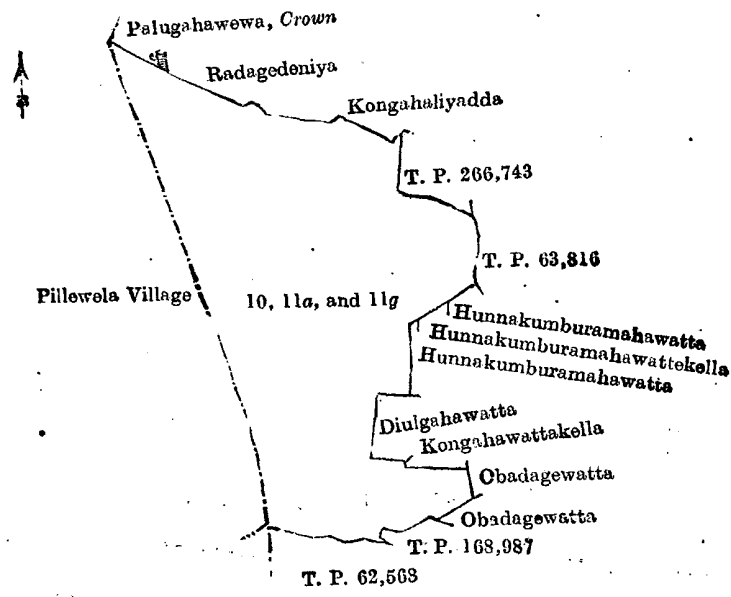 Palugahawewa, Crown
Radagedeniya
Kongahaliyadda
T. P. 266,743
T. P. 63,816
Pillewela Village
10, 11a, and 11g
Hunnakumburamahawatta
Hunnakumburamahawattekella
Hunnakumburamahawatta
Diulgahawatta
Kongahawattakella
Obadagewatta
Obadagewatta
T. P. 168,987
T. P. 62,568